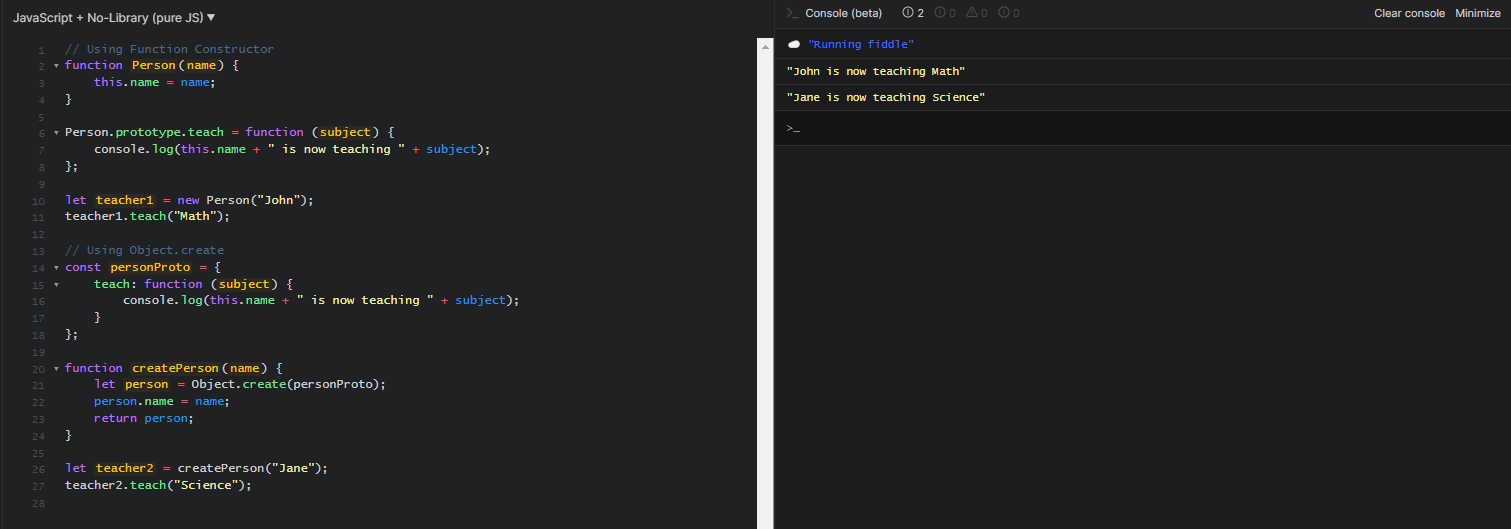 JavaScript + No-Library (pure JS) ▼
1 // Using Function Constructor
2 function Person(name) {
3     this.name = name;
4 }
5
6 Person.prototype.teach = function (subject) {
7     console.log(this.name + " is now teaching " + subject);
8 };
9
10 let teacher1 = new Person("John");
11 teacher1.teach("Math");
12
13 // Using Object.create
14 const personProto = {
15     teach: function (subject) {
16         console.log(this.name + " is now teaching " + subject);
17     }
18 };
19
20 function createPerson(name) {
21     let person = Object.create(personProto);
22     person.name = name;
23     return person;
24 }
25
26 let teacher2 = createPerson("Jane");
27 teacher2.teach("Science");
28
>_ Console (beta) 2 0 0 0 Clear console Minimize
"Running fiddle"
"John is now teaching Math"
"Jane is now teaching Science"
>_